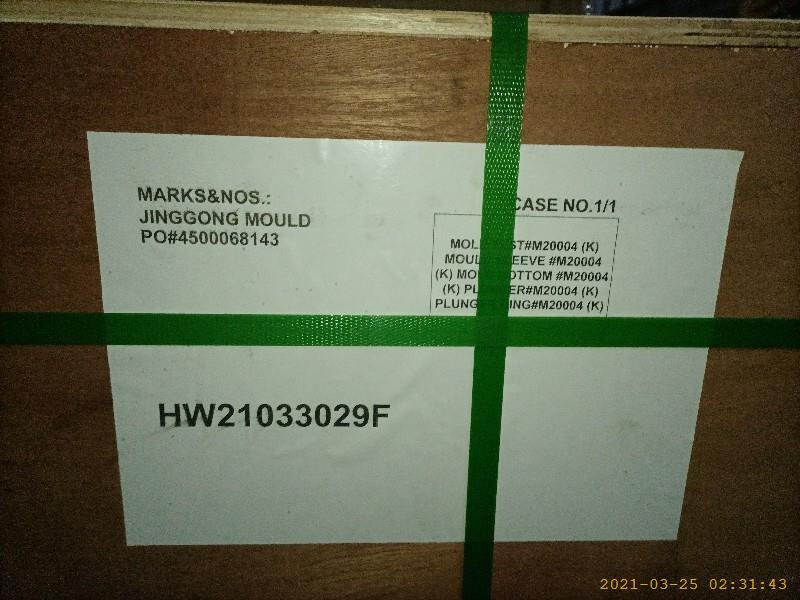 MARKS&NOS.:
JINGGONG MOULD
PO#4500068143
CASE NO.1/1
#M20004 (K)
#M20004
(K) #M20004
(K) #M20004 (K)
#M20004 (K)
HW21033029F
2021-03-25 02:31:43